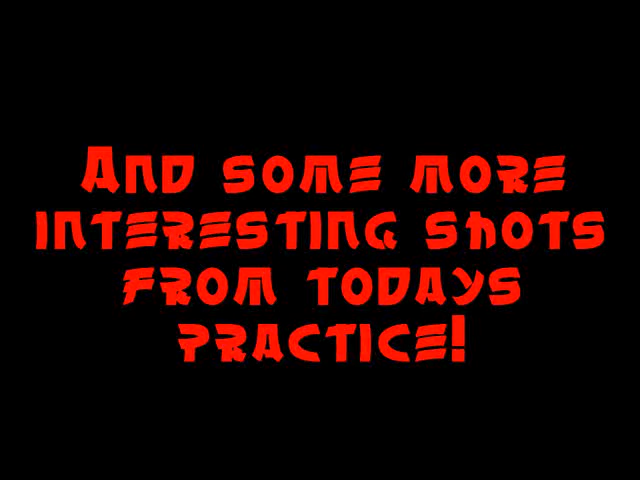 And some more
interesting shots
from todays
practice!